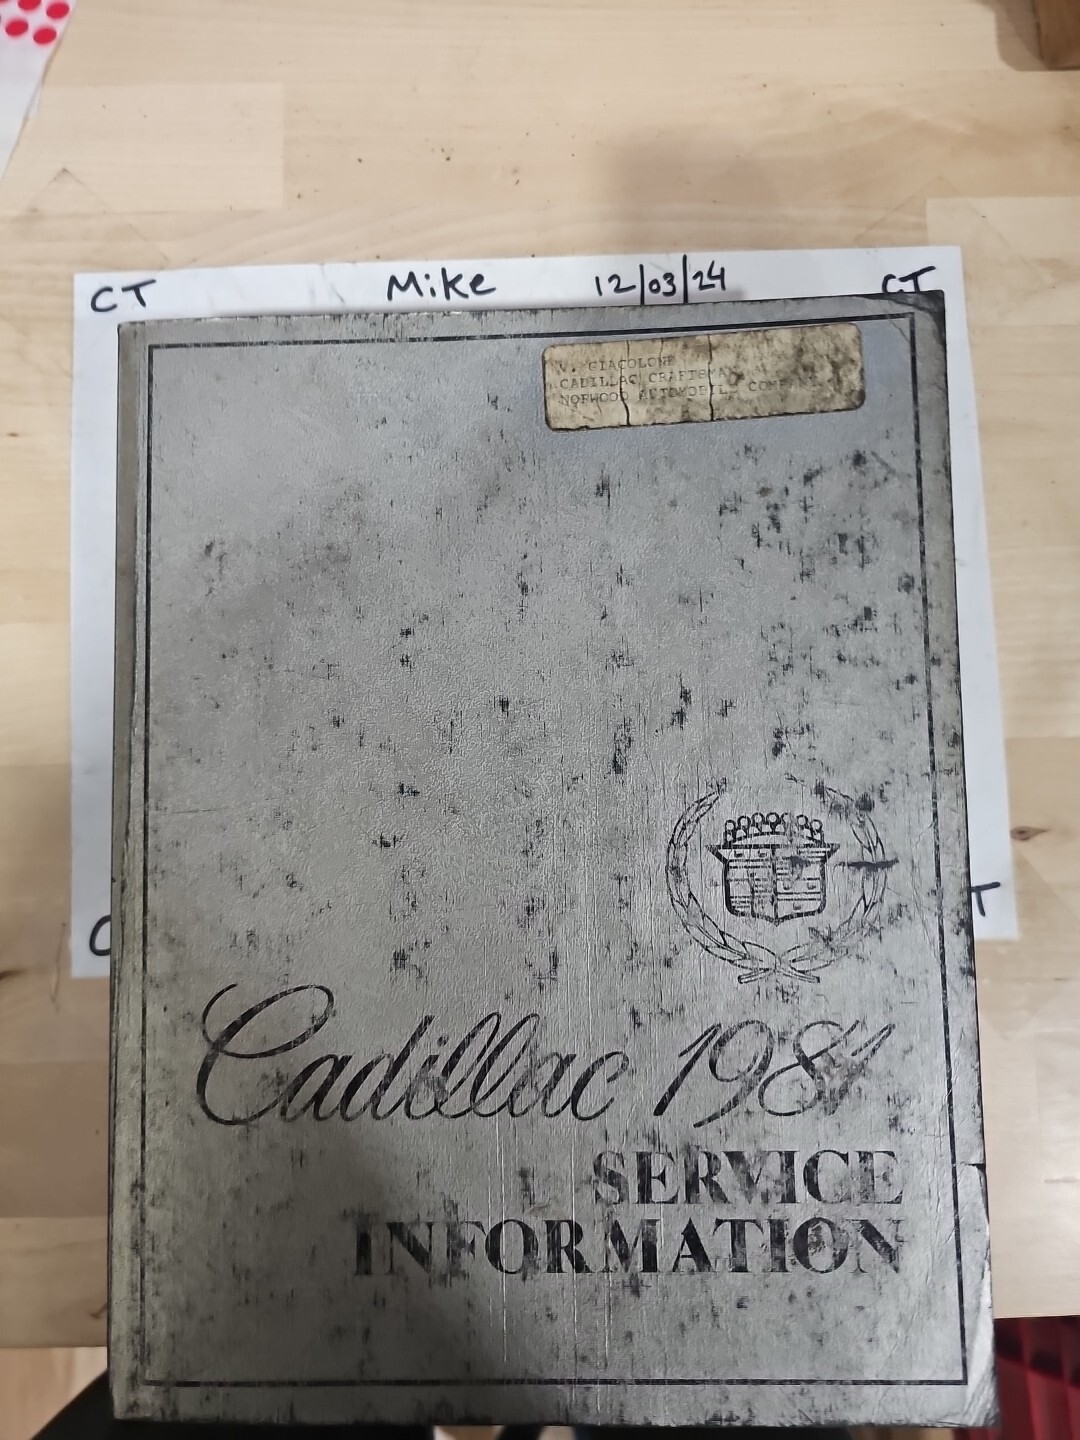 CT Mike 12/03/24 CT
V. GIACOLONE
CADILLAC CRAFTSMAN
NORWOOD AUTOMOBILE COMPANY
C T
Cadillac 1981
SERVICE
INFORMATION